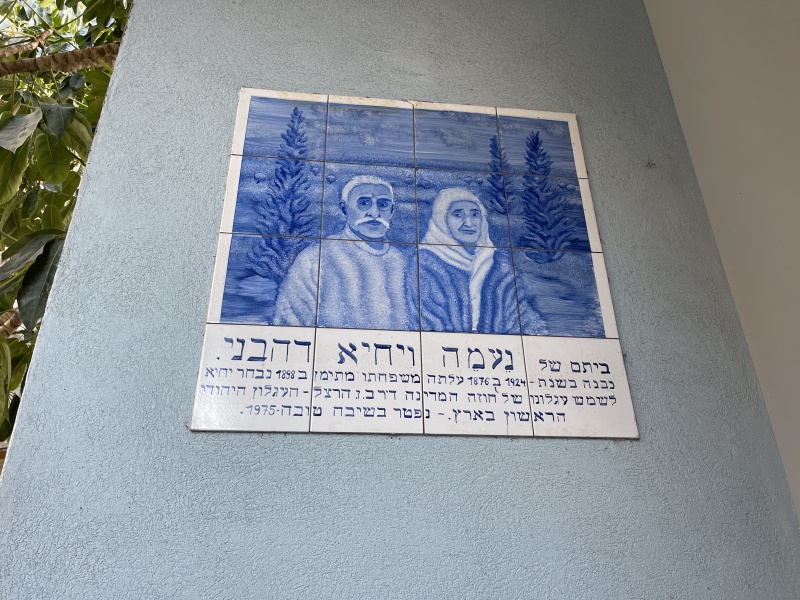 ביתם של נעמה ויחיא דהבני.
נבנה בשנת - 1924 ב 1876 עלתה משפחתו מתימן ב 1898 נבחר יחיא
לשמש עגלונו של חוזה המדינה דר ב.ז הרצל - העגלון היהודי
הראשון בארץ. - נפטר בשיבה טובה - 1975.